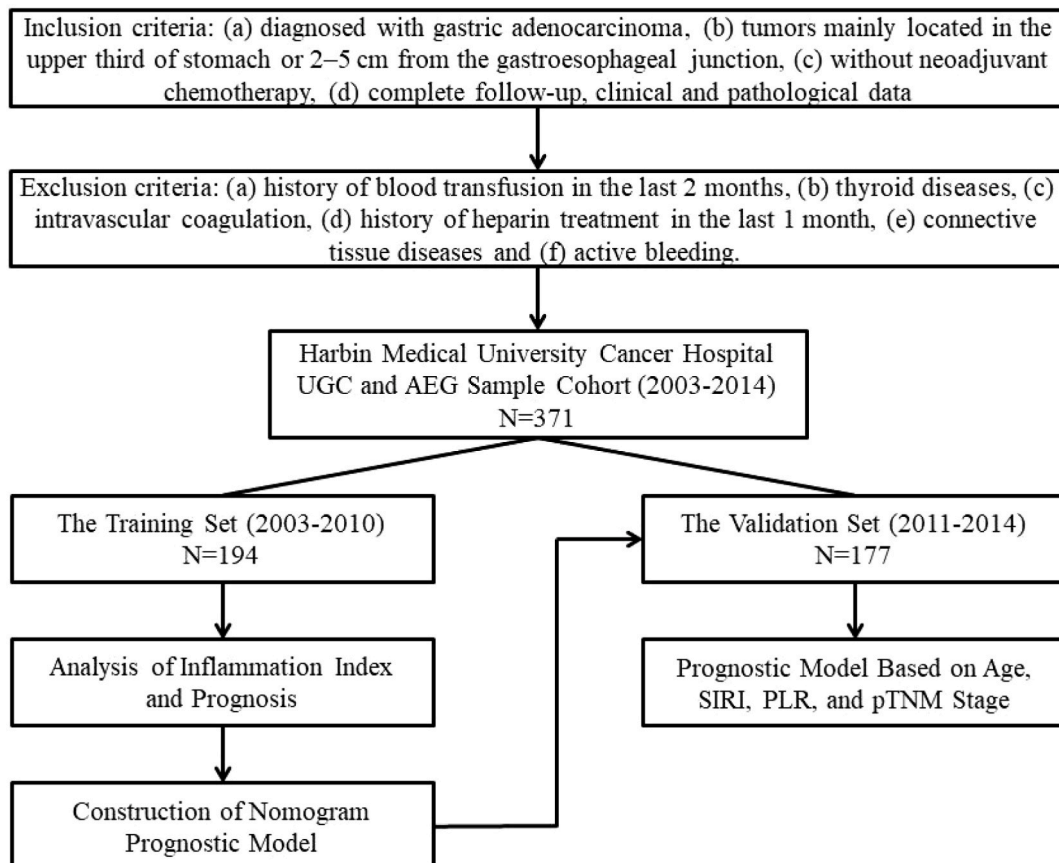 Inclusion criteria: (a) diagnosed with gastric adenocarcinoma, (b) tumors mainly located in the
upper third of stomach or 2–5 cm from the gastroesophageal junction, (c) without neoadjuvant
chemotherapy, (d) complete follow-up, clinical and pathological data
Exclusion criteria: (a) history of blood transfusion in the last 2 months, (b) thyroid diseases, (c)
intravascular coagulation, (d) history of heparin treatment in the last 1 month, (e) connective
tissue diseases and (f) active bleeding.
Harbin Medical University Cancer Hospital
UGC and AEG Sample Cohort (2003-2014)
N=371
The Training Set (2003-2010)
N=194
Analysis of Inflammation Index
and Prognosis
Construction of Nomogram
Prognostic Model
The Validation Set (2011-2014)
N=177
Prognostic Model Based on Age,
SIRI, PLR, and pTNM Stage